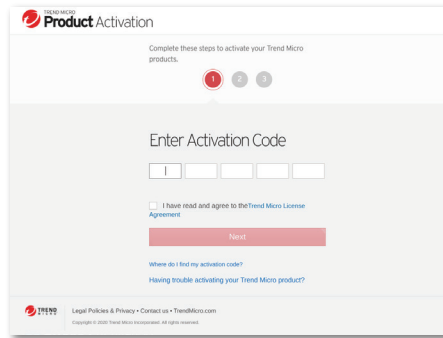 TREND MICRO
Product Activation
Complete these steps to activate your Trend Micro
products.
1 2 3
Enter Activation Code
I have read and agree to theTrend Micro License
Agreement
Next
Where do I find my activation code?
Having trouble activating your Trend Micro product?
TREND
MICRO
Legal Policies & Privacy • Contact us • TrendMicro.com
Copyright © 2020 Trend Micro Incorporated. All rights reserved.